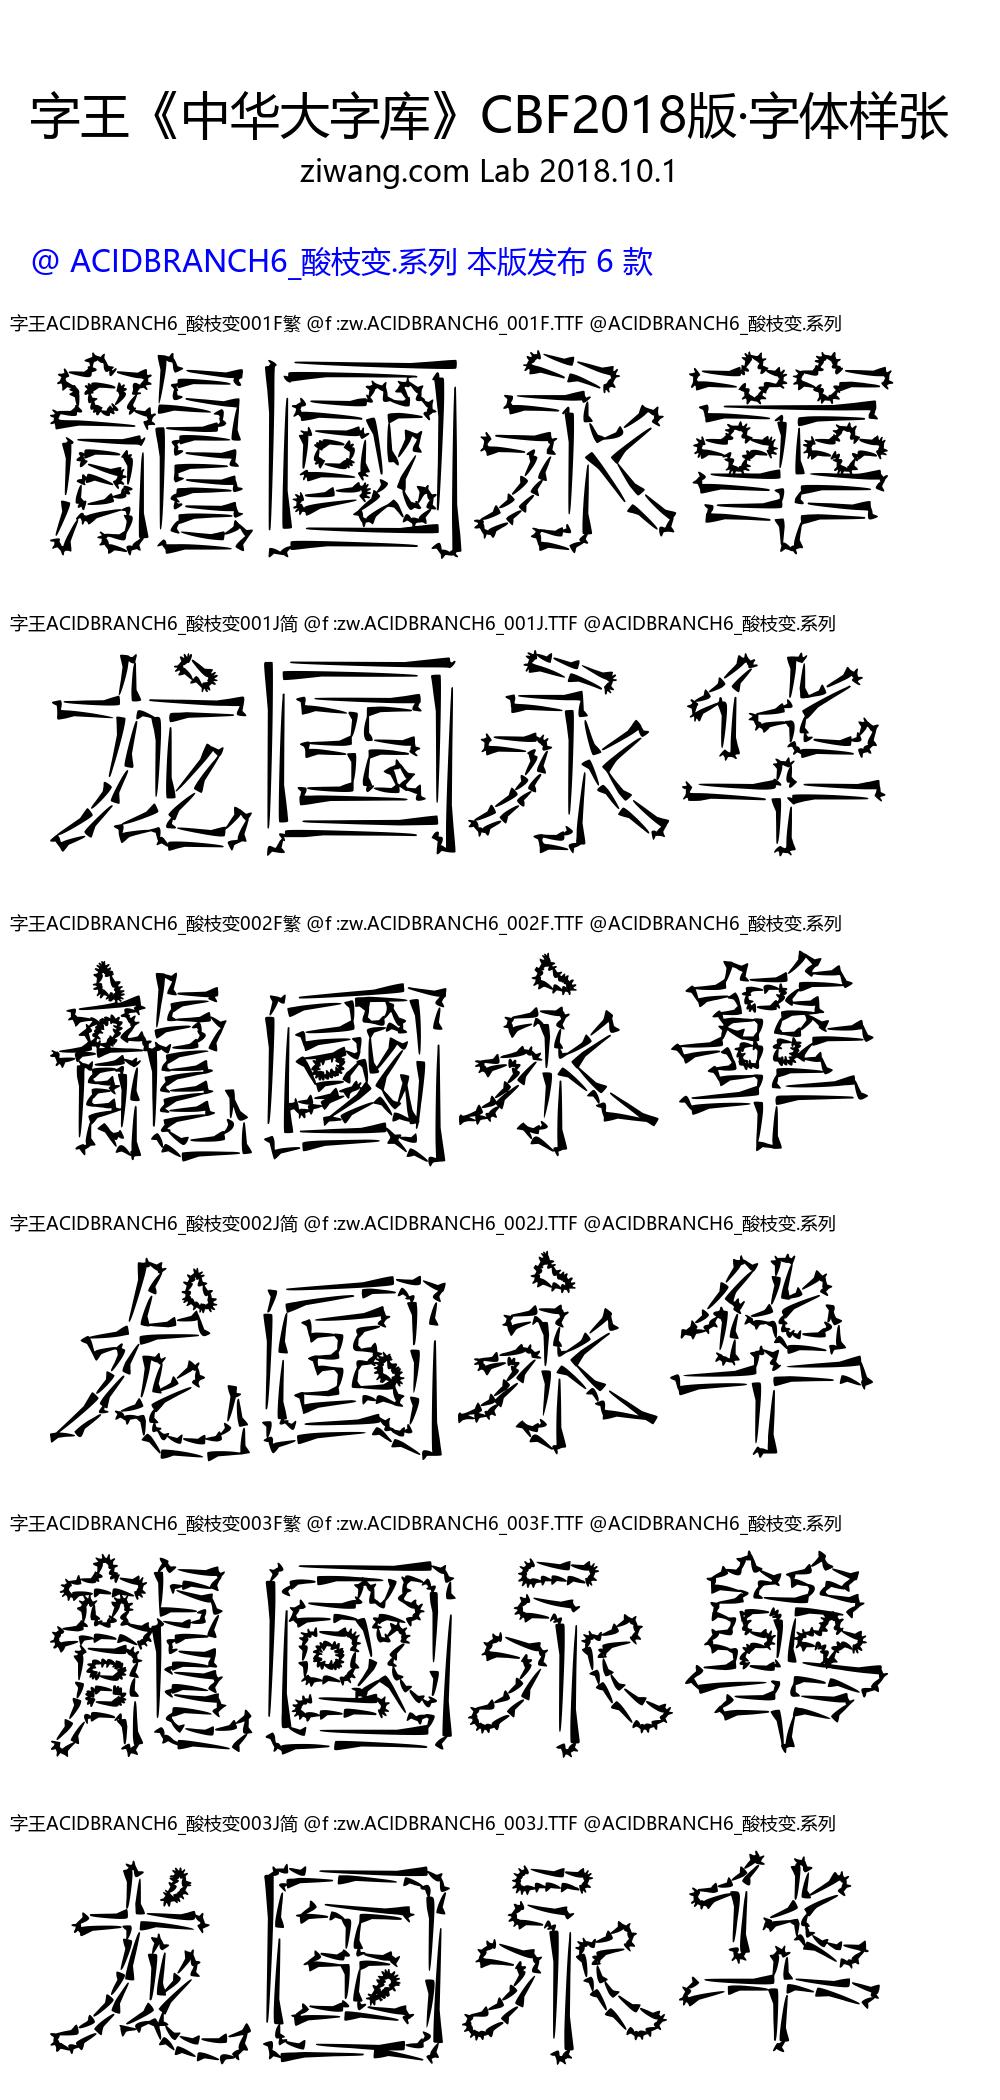 字王《中华大字库》CBF2018版·字体样张
ziwang.com Lab 2018.10.1
@ ACIDBRANCH6_酸枝变.系列 本版发布 6 款
字王ACIDBRANCH6_酸枝变001F繁 @f :zw.ACIDBRANCH6_001F.TTF @ACIDBRANCH6_酸枝变.系列
龍國永華
字王ACIDBRANCH6_酸枝变001J简 @f :zw.ACIDBRANCH6_001J.TTF @ACIDBRANCH6_酸枝变.系列
龙国永华
字王ACIDBRANCH6_酸枝变002F繁 @f :zw.ACIDBRANCH6_002F.TTF @ACIDBRANCH6_酸枝变.系列
龍國永華
字王ACIDBRANCH6_酸枝变002J简 @f :zw.ACIDBRANCH6_002J.TTF @ACIDBRANCH6_酸枝变.系列
龙国永华
字王ACIDBRANCH6_酸枝变003F繁 @f :zw.ACIDBRANCH6_003F.TTF @ACIDBRANCH6_酸枝变.系列
龍國永華
字王ACIDBRANCH6_酸枝变003J简 @f :zw.ACIDBRANCH6_003J.TTF @ACIDBRANCH6_酸枝变.系列
龙国永华